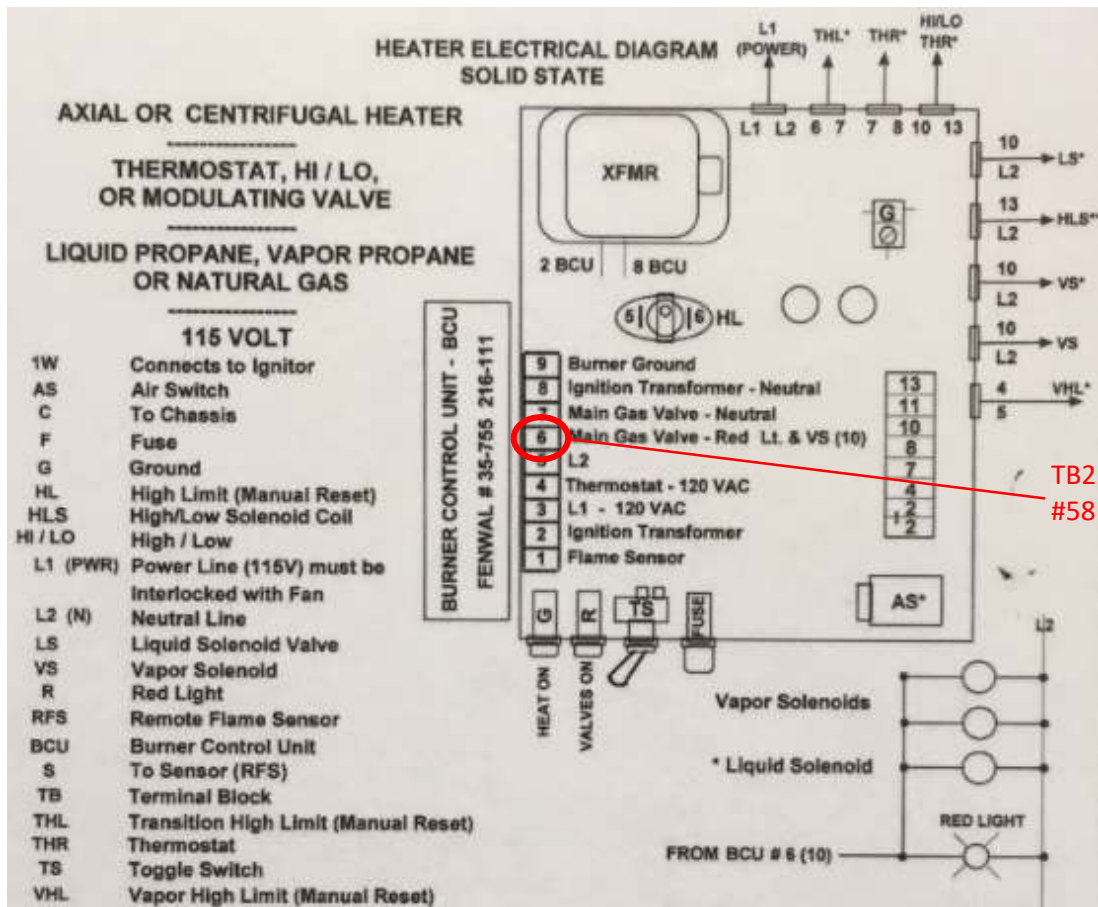 HEATER ELECTRICAL DIAGRAM
SOLID STATE
AXIAL OR CENTRIFUGAL HEATER
THERMOSTAT, HI / LO,
OR MODULATING VALVE
LIQUID PROPANE, VAPOR PROPANE
OR NATURAL GAS
115 VOLT
1W Connects to Ignitor
AS Air Switch
C To Chassis
F Fuse
G Ground
HL High Limit (Manual Reset)
HLS High/Low Solenoid Coil
HI / LO High / Low
L1 (PWR) Power Line (115V) must be
Interlocked with Fan
L2 (N) Neutral Line
LS Liquid Solenoid Valve
VS Vapor Solenoid
R Red Light
RFS Remote Flame Sensor
BCU Burner Control Unit
S To Sensor (RFS)
TB Terminal Block
THL Transition High Limit (Manual Reset)
THR Thermostat
TS Toggle Switch
VHL Vapor High Limit (Manual Reset)
L1
(POWER)
THL*
THR*
HI/LO
THR*
L1 L2 6 7 7 8 10 13
XFMR
2 BCU 8 BCU
G
5 6 HL
10
L2
LS*
13
L2
HLS**
10
L2
VS*
10
L2
VS
4
5
VHL*
BURNER CONTROL UNIT - BCU
FENWAL # 35-755 216-111
9 Burner Ground
8 Ignition Transformer - Neutral
7 Main Gas Valve - Neutral
6 Main Gas Valve - Red Lt. & VS (10)
5 L2
4 Thermostat - 120 VAC
3 L1 - 120 VAC
2 Ignition Transformer
1 Flame Sensor
13
11
10
8
7
4
2
2
TB2
#58
AS*
G
R
TS
FUSE
HEAT ON
VALVES ON
L2
Vapor Solenoids
* Liquid Solenoid
RED LIGHT
FROM BCU # 6 (10)